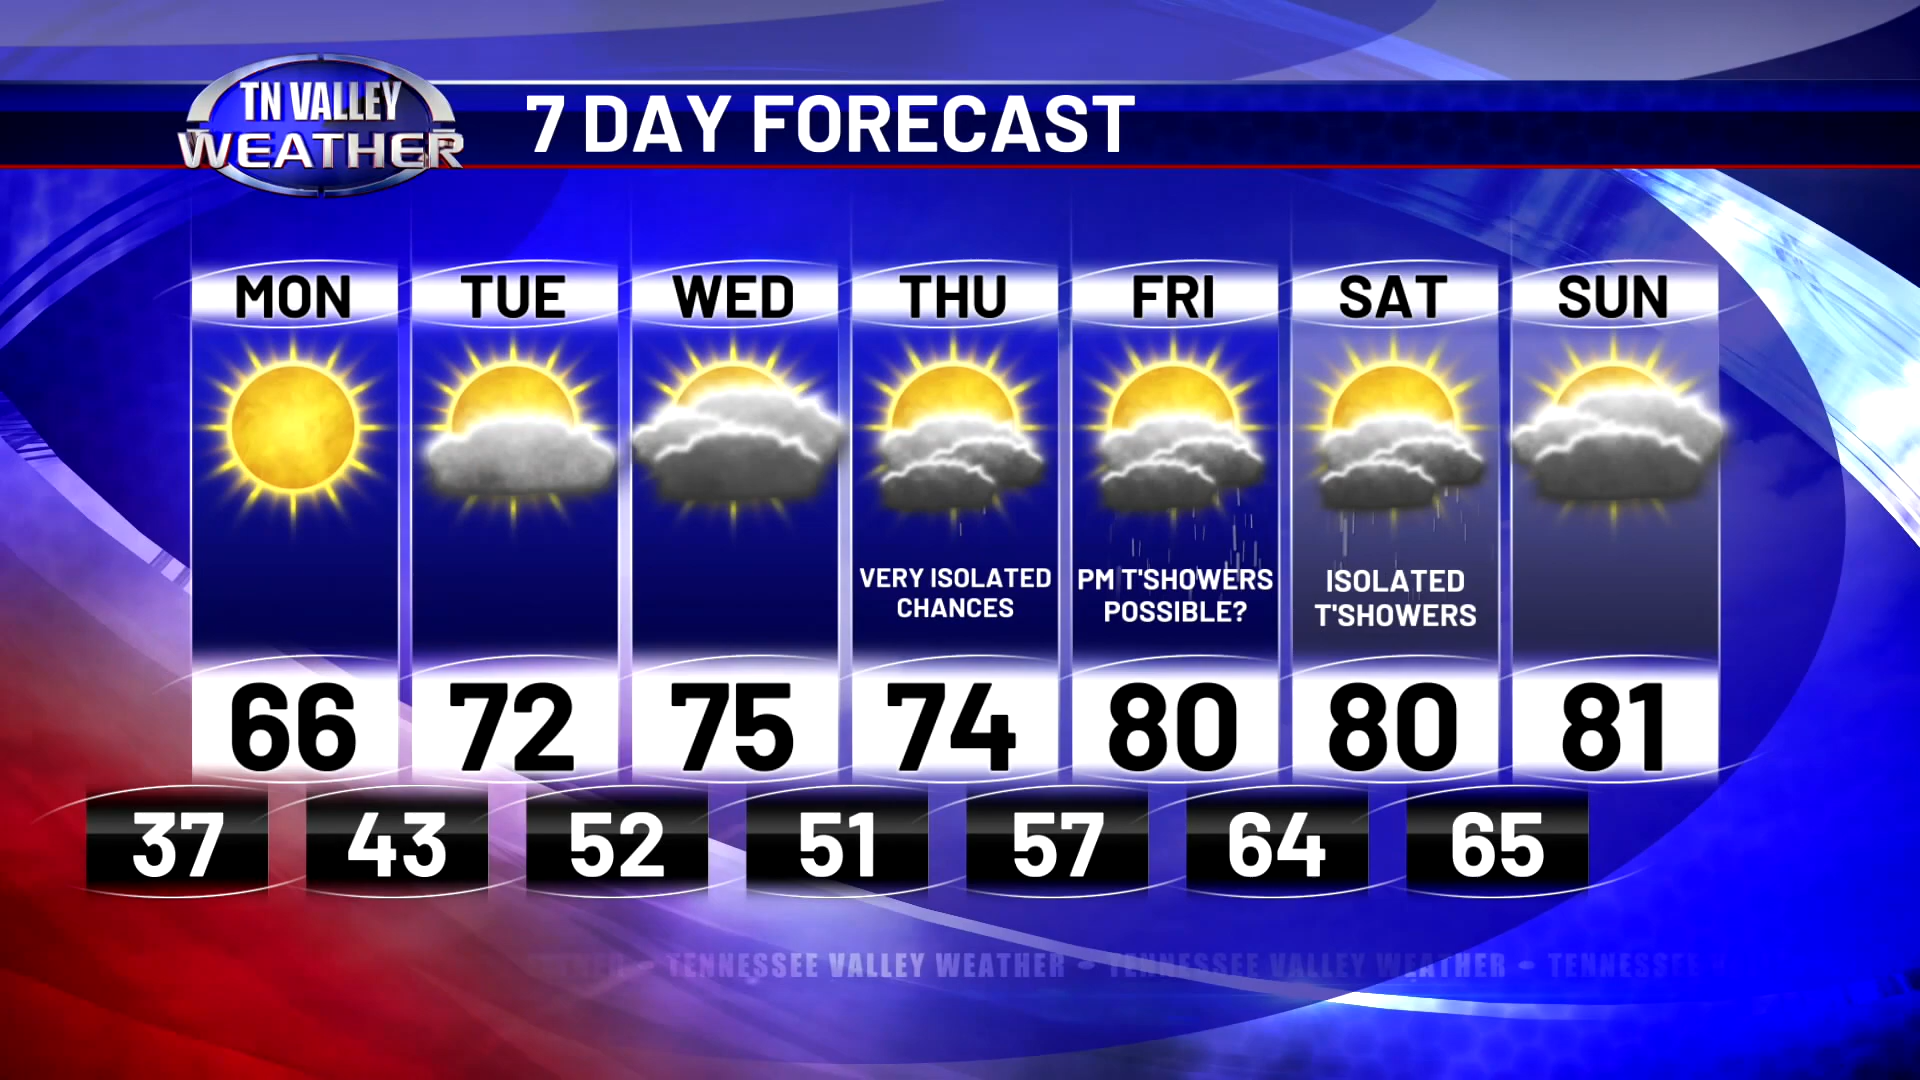 TN VALLEY
WEATHER
7 DAY FORECAST
MON TUE WED THU FRI SAT SUN
VERY ISOLATED
CHANCES
PM T'SHOWERS
POSSIBLE?
ISOLATED
T'SHOWERS
66 72 75 74 80 80 81
37 43 52 51 57 64 65
TENNESSEE VALLEY WEATHER - TENNESSEE VALLEY WEATHER - TENNESSEE